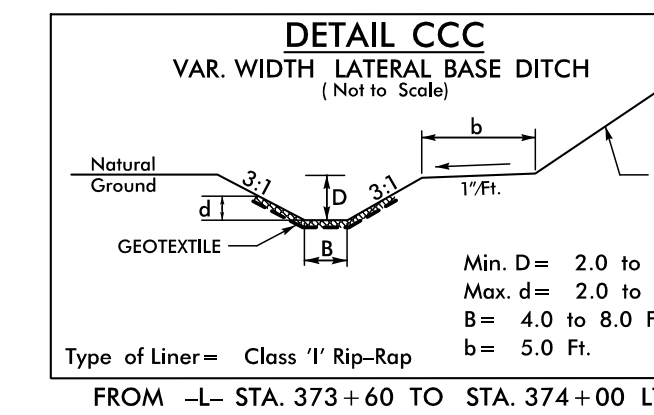 DETAIL CCC
VAR. WIDTH LATERAL BASE DITCH
( Not to Scale)
b
Natural
Ground
3:1
D
3:1
1"/Ft.
d
GEOTEXTILE
B
Min. D = 2.0 to
Max. d = 2.0 to
B = 4.0 to 8.0 F
b = 5.0 Ft.
Type of Liner = Class 'I' Rip-Rap
FROM -L- STA. 373+60 TO STA. 374+00 LT